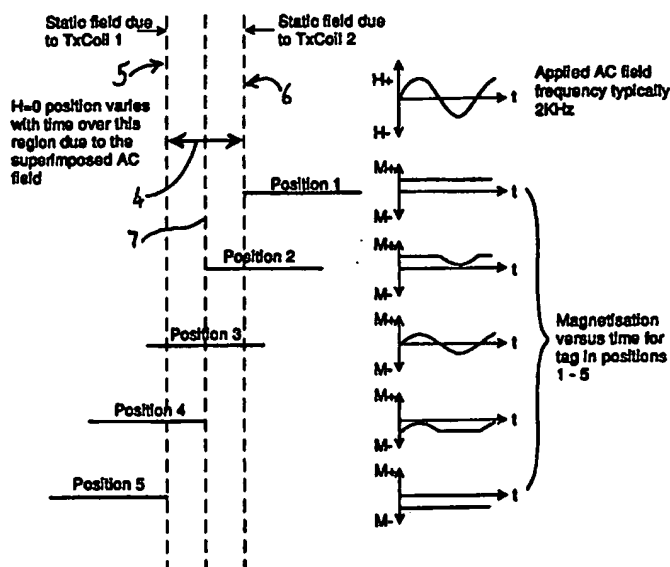 Static field due
to TxCoil 1
Static field due
to TxCoil 2
5
6
H=0 position varies
with time over this
region due to the
superimposed AC
field
4
7
H+
H-
t
Applied AC field
frequency typically
2KHz
Position 1
M+
M-
t
Position 2
M+
M-
t
Position 3
M+
M-
t
Position 4
M+
M-
t
Position 5
M+
M-
t
Magnetisation
versus time for
tag in positions
1 - 5